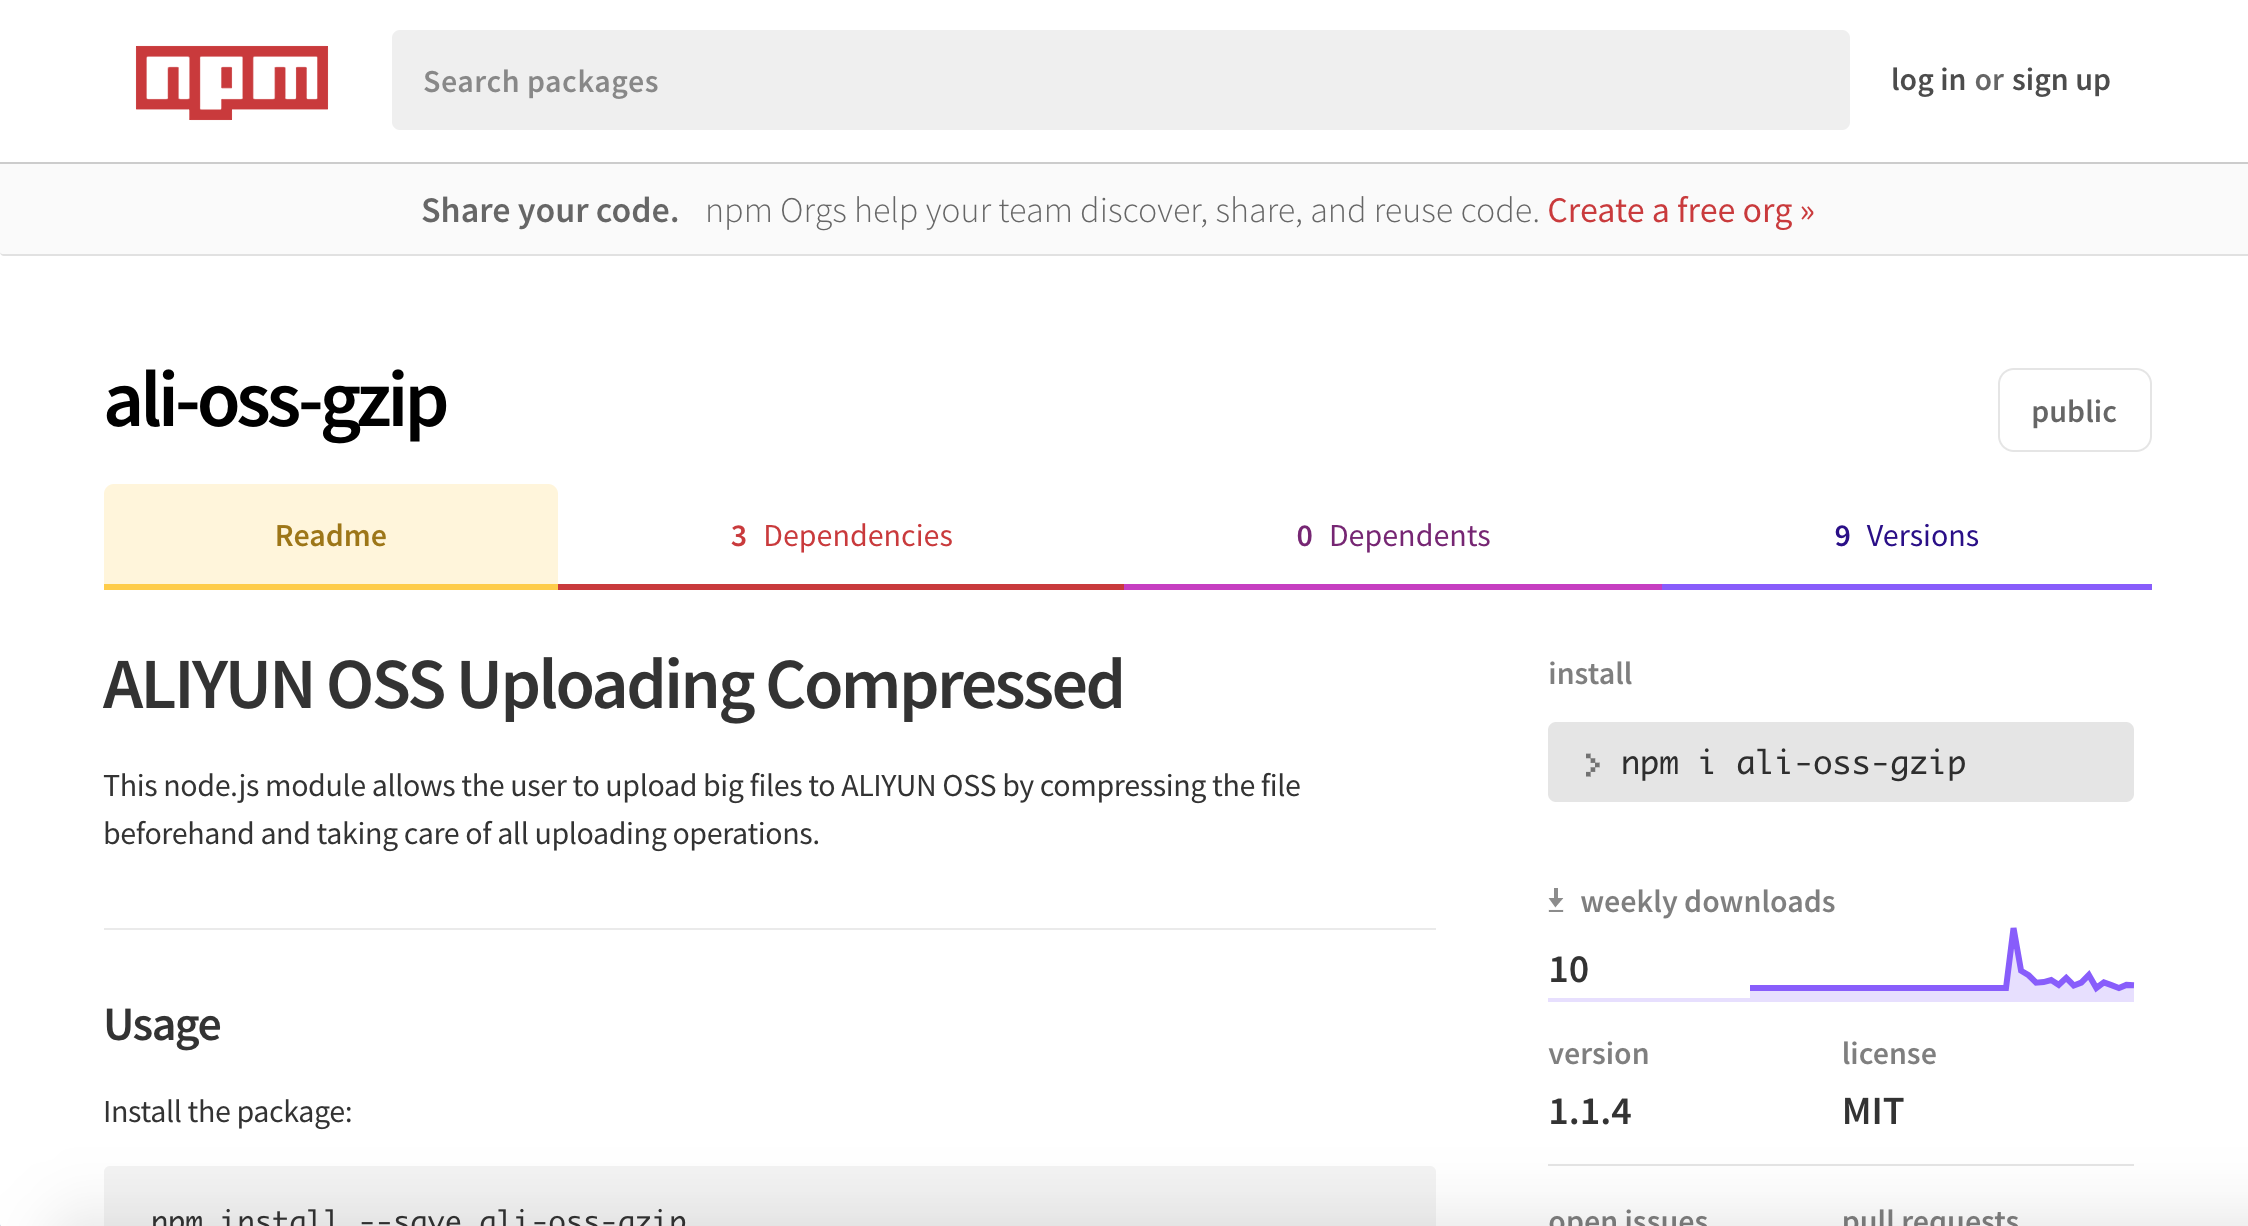 npm
Search packages
log in or sign up
Share your code. npm Orgs help your team discover, share, and reuse code. Create a free org »
ali-oss-gzip
public
Readme
3 Dependencies
0 Dependents
9 Versions
ALIYUN OSS Uploading Compressed
This node.js module allows the user to upload big files to ALIYUN OSS by compressing the file
beforehand and taking care of all uploading operations.
Usage
Install the package:
npm install --save ali-oss-gzip
install
npm i ali-oss-gzip
weekly downloads
10
version
license
1.1.4
MIT
open issues
pull requests